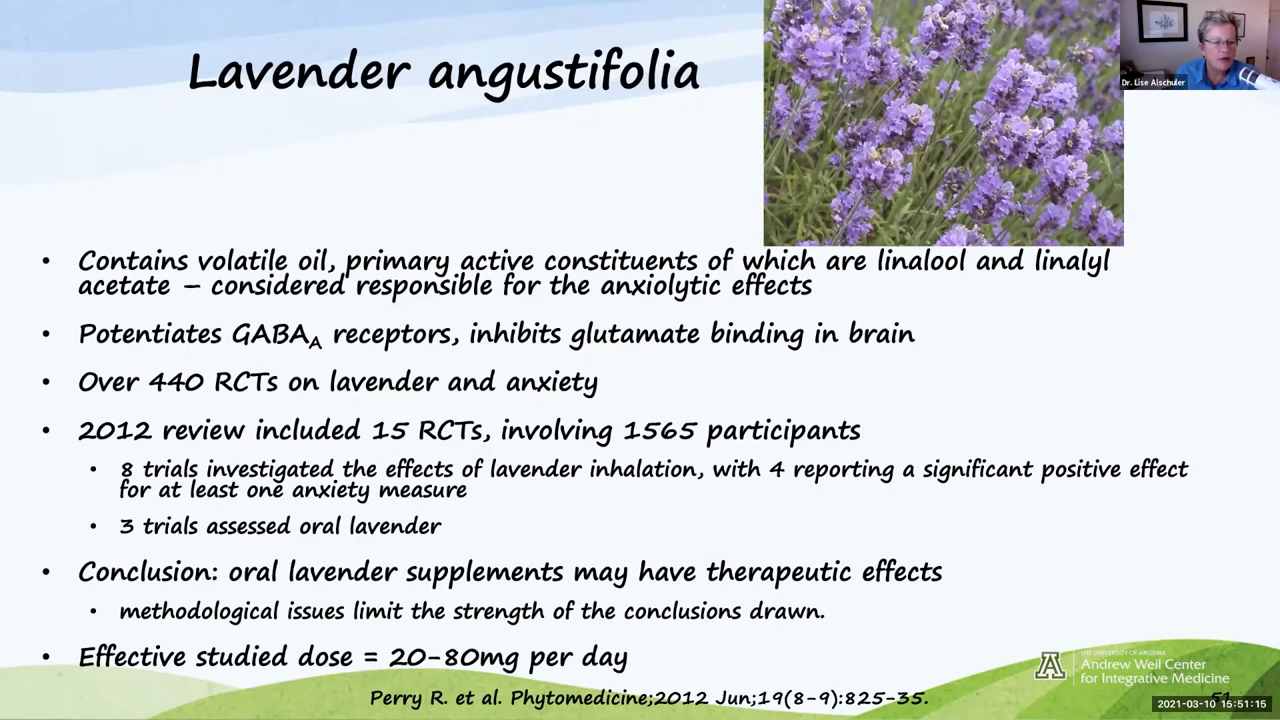 Lavender angustifolia
Dr. Lise Alschuler
• Contains volatile oil, primary active constituents of which are linalool and linalyl
acetate – considered responsible for the anxiolytic effects
• Potentiates GABAA receptors, inhibits glutamate binding in brain
• Over 440 RCTs on lavender and anxiety
• 2012 review included 15 RCTs, involving 1565 participants
• 8 trials investigated the effects of lavender inhalation, with 4 reporting a significant positive effect
for at least one anxiety measure
• 3 trials assessed oral lavender
• Conclusion: oral lavender supplements may have therapeutic effects
• methodological issues limit the strength of the conclusions drawn.
• Effective studied dose = 20-80mg per day
THE UNIVERSITY OF ARIZONA
Andrew Weil Center
for Integrative Medicine
Perry R. et al. Phytomedicine;2012 Jun;19(8-9):825-35.
51
2021-03-10 15:51:15